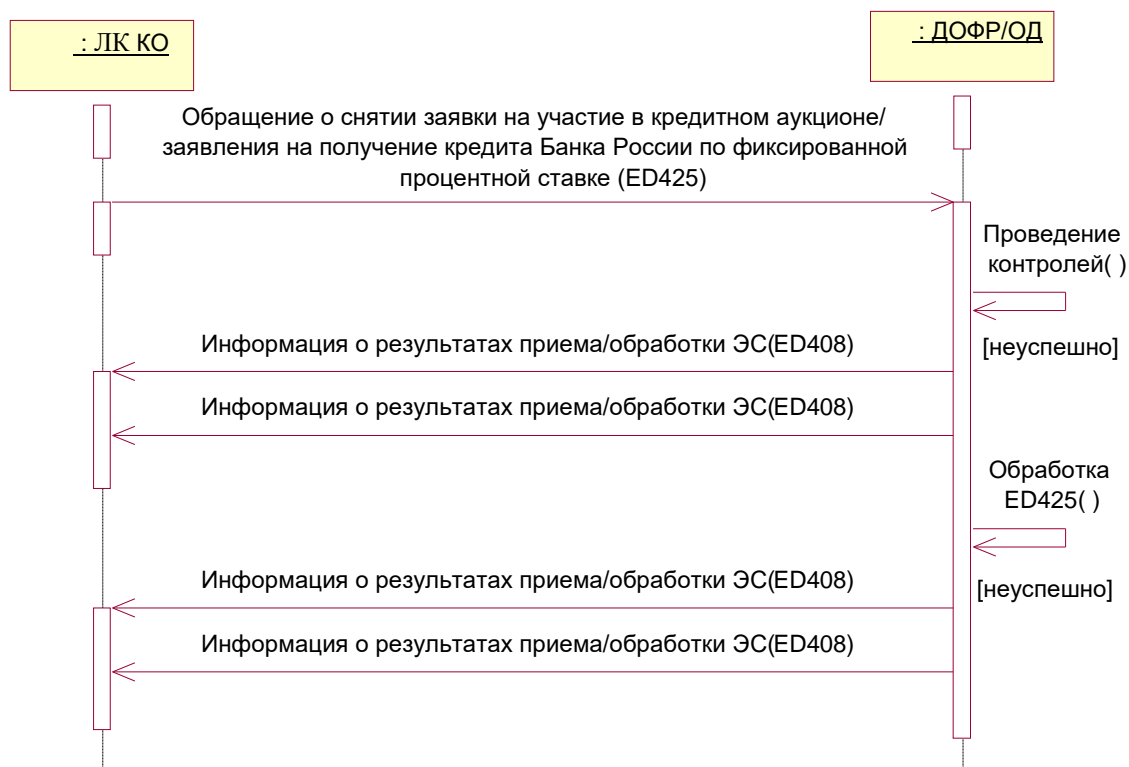 : ЛК КО
: ДОФР/ОД
Обращение о снятии заявки на участие в кредитном аукционе/
заявления на получение кредита Банка России по фиксированной
процентной ставке (ED425)
Проведение
контролей( )
Информация о результатах приема/обработки ЭС(ED408)
[неуспешно]
Информация о результатах приема/обработки ЭС(ED408)
Обработка
ED425( )
Информация о результатах приема/обработки ЭС(ED408)
[неуспешно]
Информация о результатах приема/обработки ЭС(ED408)